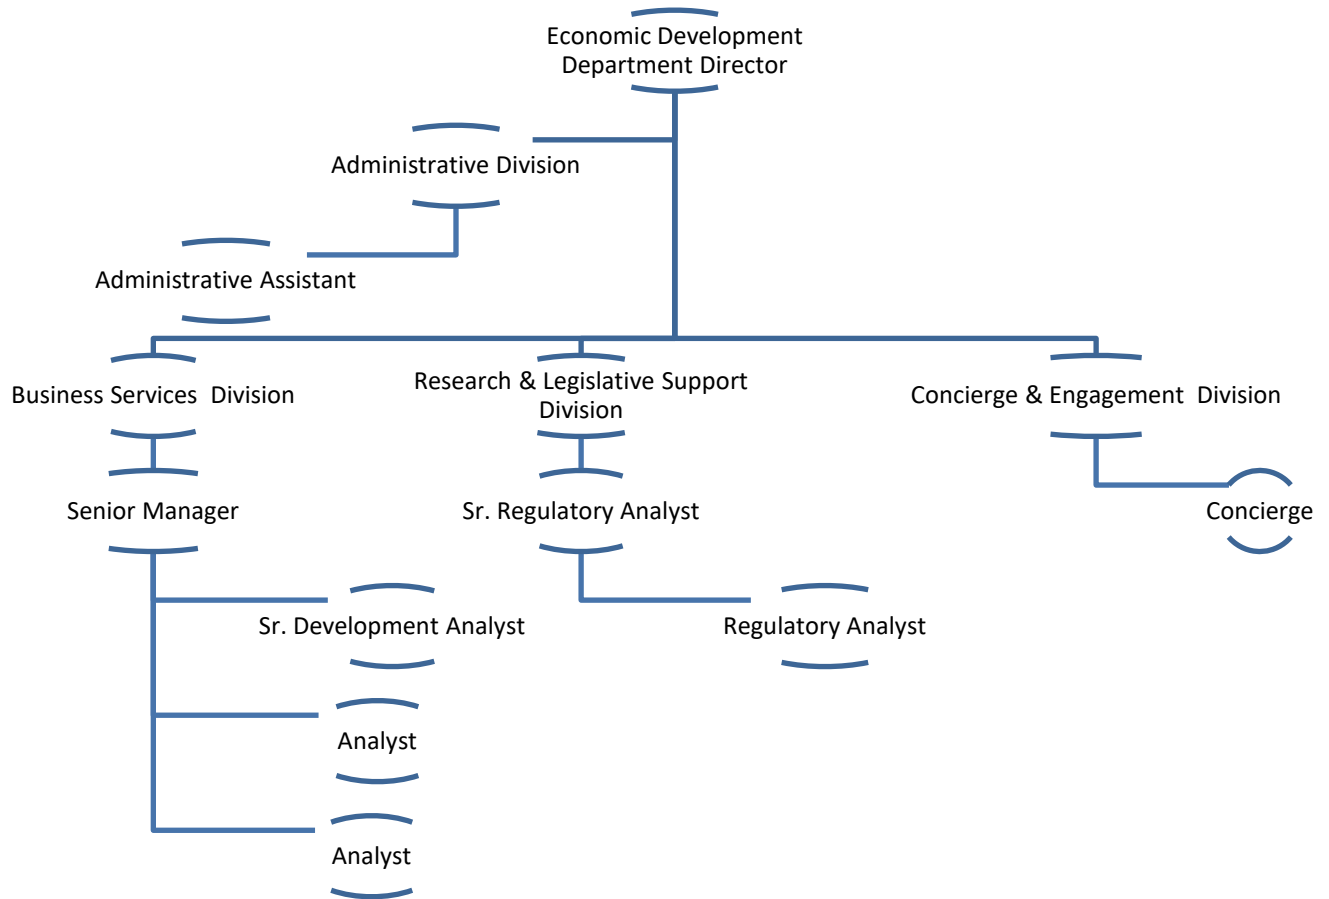 Economic Development
Department Director
Administrative Division
Administrative Assistant
Business Services Division
Research & Legislative Support
Division
Concierge & Engagement Division
Senior Manager
Sr. Regulatory Analyst
Concierge
Sr. Development Analyst
Regulatory Analyst
Analyst
Analyst